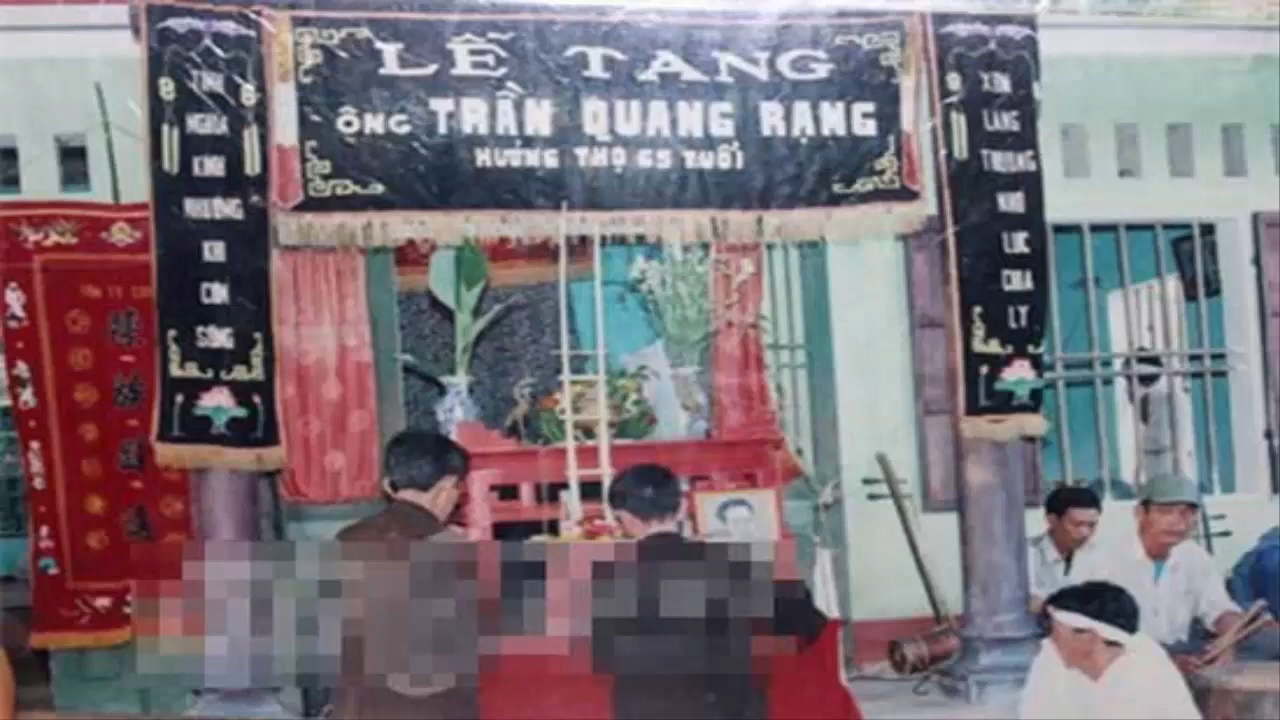 LỄ TANG
ÔNG TRẦN QUANG RẠNG
HƯỞNG THỌ 65 TUỔI
TÌNH
NGHĨA
KÍNH
NHƯỜNG
KHI
CÒN
SỐNG
XIN
LÀNG
THƯƠNG
NHỚ
LÚC
CHIA
LY